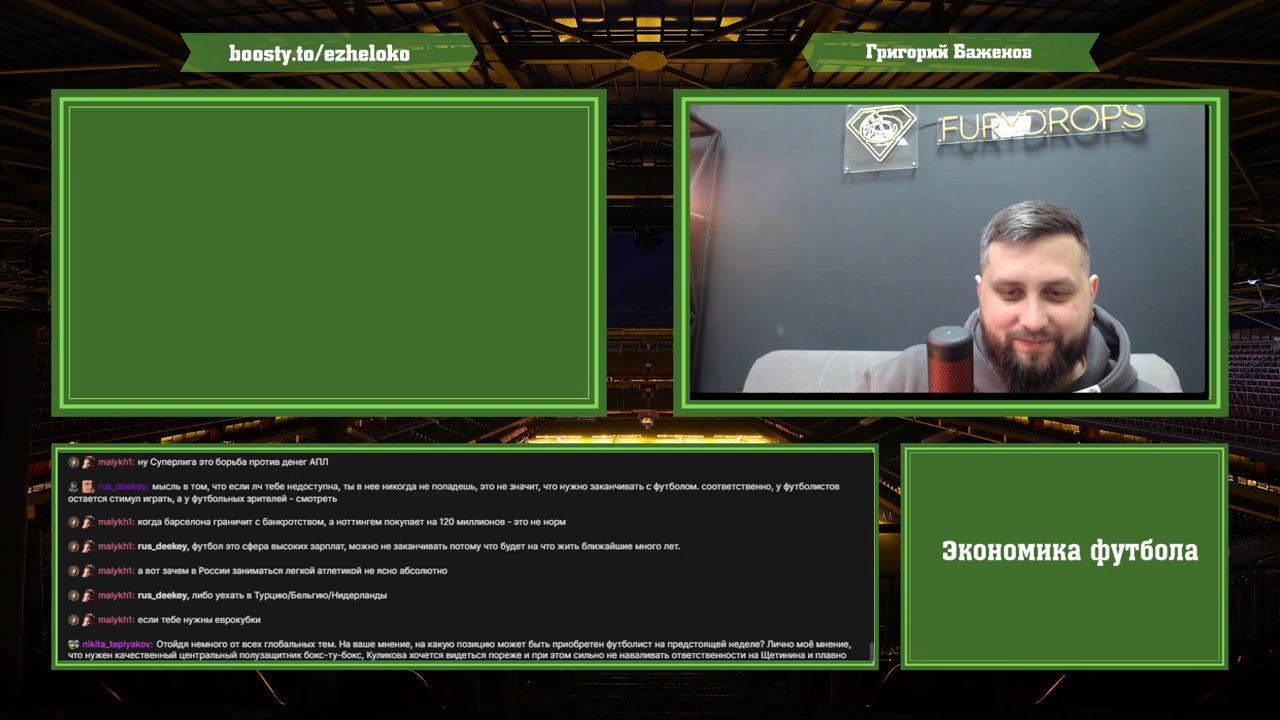 boosty.to/ezheloko
Григорий Баженов
FURYDROPS
malykh1: ну Суперлига это борьба против денег АПЛ
rus_deekey: мысль в том, что если лч тебе недоступна, ты в нее никогда не попадешь, это не значит, что нужно заканчивать с футболом. соответственно, у футболистов
остается стимул играть, а у футбольных зрителей - смотреть
malykh1: когда барселона граничит с банкротством, а ноттингем покупает на 120 миллионов - это не норм
malykh1: rus_deekey, футбол это сфера высоких зарплат, можно не заканчивать потому что будет на что жить ближайшие много лет.
malykh1: а вот зачем в России заниматься легкой атлетикой не ясно абсолютно
malykh1: rus_deekey, либо уехать в Турцию/Бельгию/Нидерланды
malykh1: если тебе нужны еврокубки
nikita_teplyakov: Отойдя немного от всех глобальных тем. На ваше мнение, на какую позицию может быть приобретен футболист на предстоящей неделе? Лично моё мнение,
что нужен качественный центральный полузащитник бокс-ту-бокс, Куликова хочется видеться пореже и при этом сильно не наваливать ответственности на Щетинина и плавно
Экономика футбола